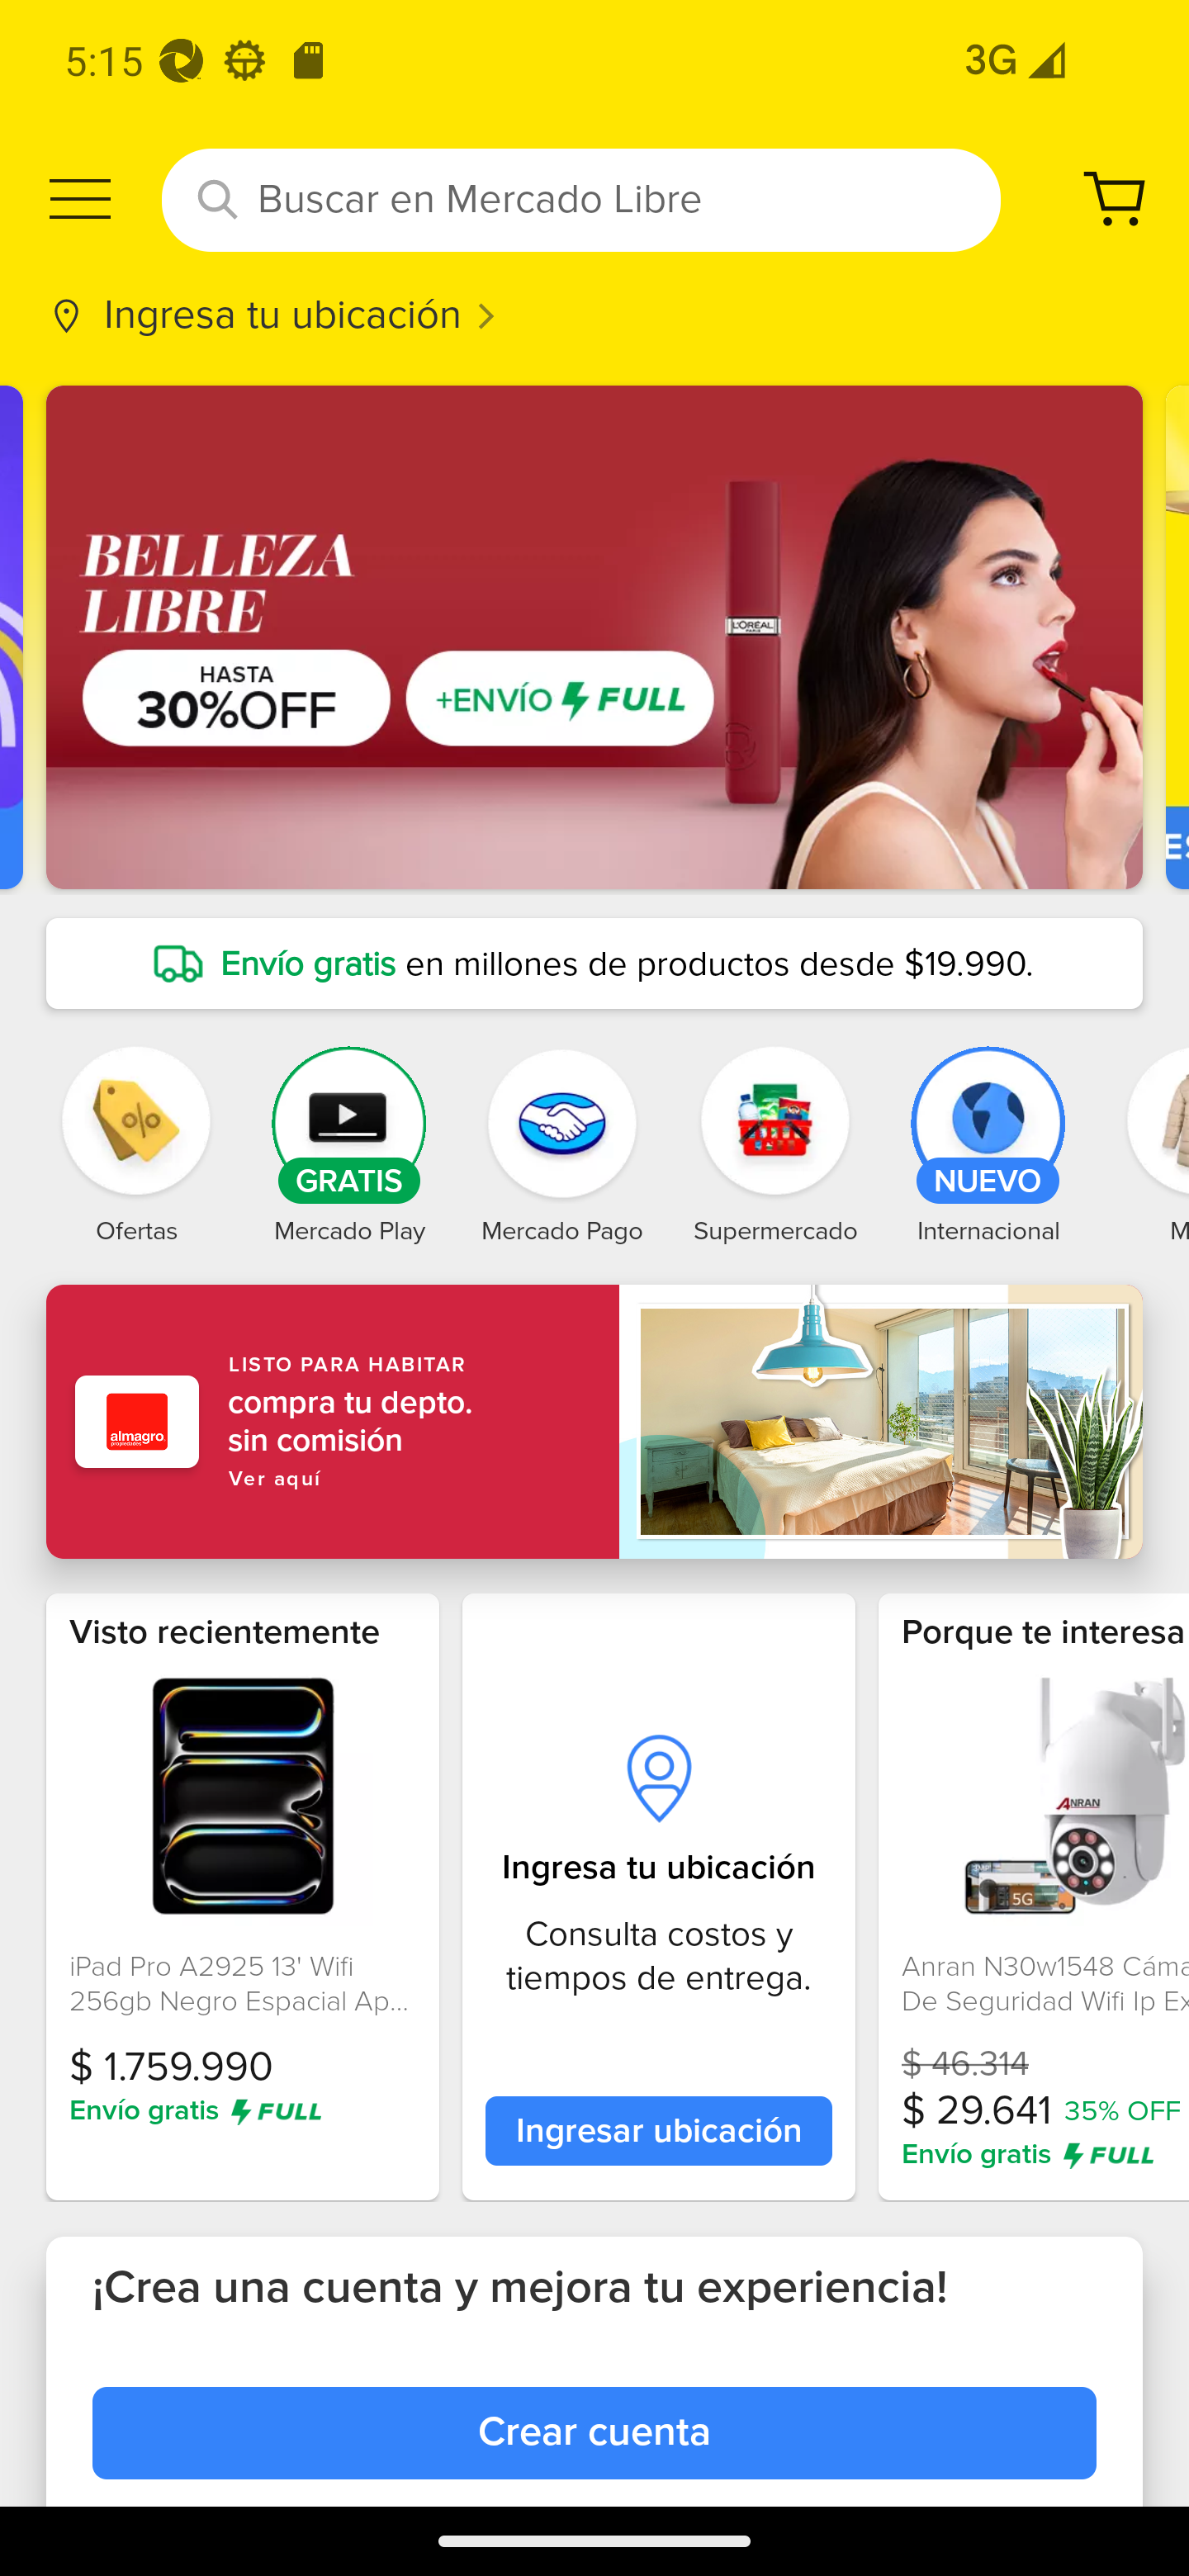 5:15
3G
Buscar en Mercado Libre
Ingresa tu ubicación
BELLEZA
LIBRE
HASTA
30%OFF
+ENVÍO FULL
L'ORÉAL
PARIS
ES
Envío gratis en millones de productos desde $19.990.
GRATIS
NUEVO
Ofertas
Mercado Play
Mercado Pago
Supermercado
Internacional
M
LISTO PARA HABITAR
compra tu depto.
sin comisión
Ver aquí
almagro
propiedades
Visto recientemente
iPad Pro A2925 13' Wifi
256gb Negro Espacial Ap...
$ 1.759.990
Envío gratis FULL
Ingresa tu ubicación
Consulta costos y
tiempos de entrega.
Ingresar ubicación
Porque te interesa
ANRAN
5G
Anran N30w1548 Cáma
De Seguridad Wifi Ip Ex
$ 46.314
$ 29.641 35% OFF
Envío gratis FULL
¡Crea una cuenta y mejora tu experiencia!
Crear cuenta